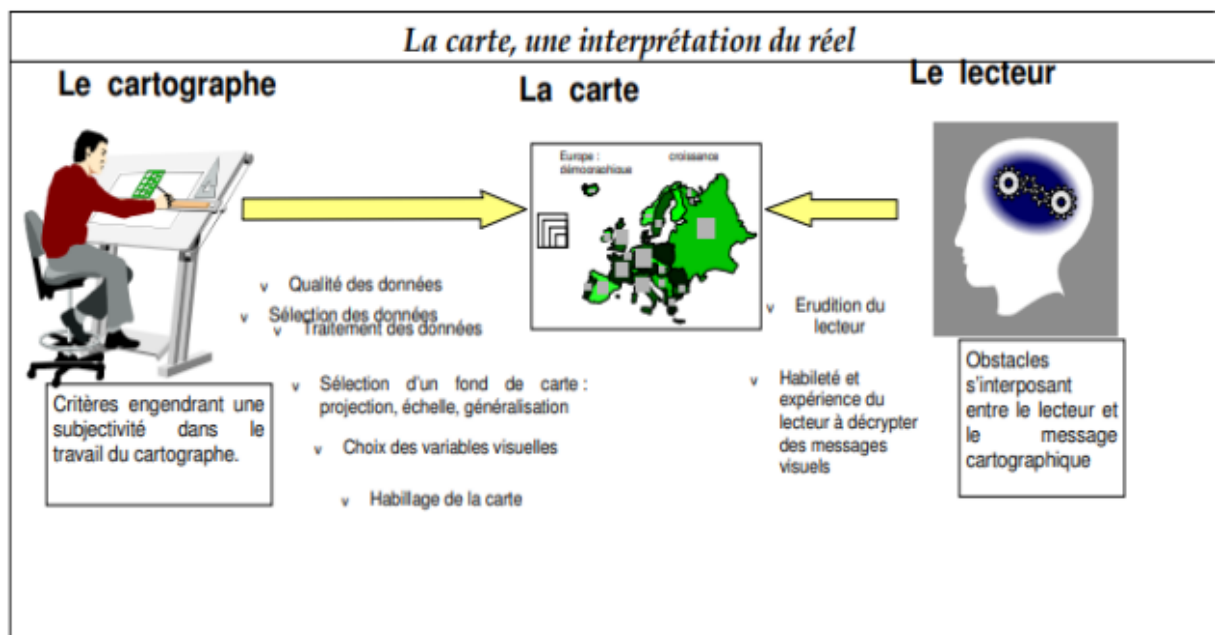 La carte, une interprétation du réel
Le cartographe
La carte
Le lecteur
Europe : croissance
démographique
v Qualité des données
v Sélection des données
v Traitement des données
v Sélection d'un fond de carte :
projection, échelle, généralisation
v Choix des variables visuelles
v Habillage de la carte
Critères engendrant une
subjectivité dans le
travail du cartographe.
v Erudition du
lecteur
v Habileté et
expérience du
lecteur à décrypter
des messages
visuels
Obstacles
s'interposant
entre le lecteur et
le message
cartographique